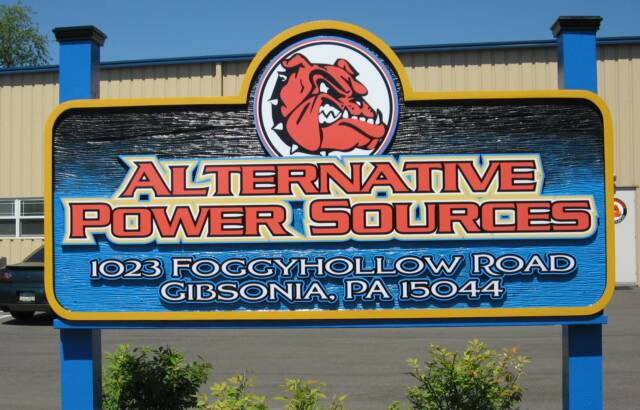 ALTERNATIVE
POWER SOURCES
1023 FOGGYHOLLOW ROAD
GIBSONIA, PA 15044